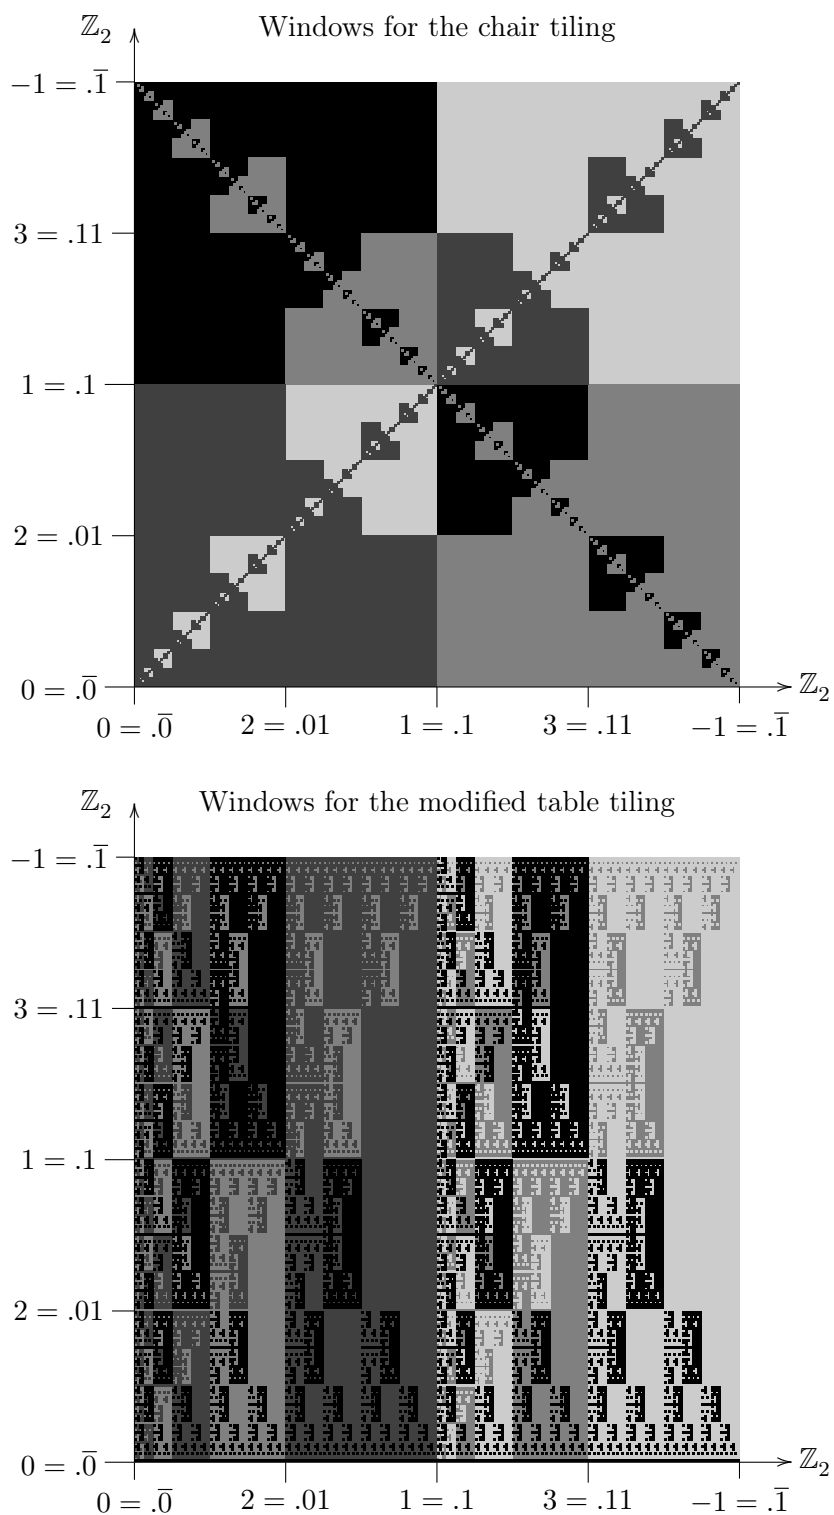 Windows for the chair tiling
ℤ₂
−1 = .1̅
3 = .11
1 = .1
2 = .01
0 = .0̅
ℤ₂
0 = .0̅ 2 = .01 1 = .1 3 = .11 −1 = .1̅
Windows for the modified table tiling
ℤ₂
−1 = .1̅
3 = .11
1 = .1
2 = .01
0 = .0̅
ℤ₂
0 = .0̅ 2 = .01 1 = .1 3 = .11 −1 = .1̅